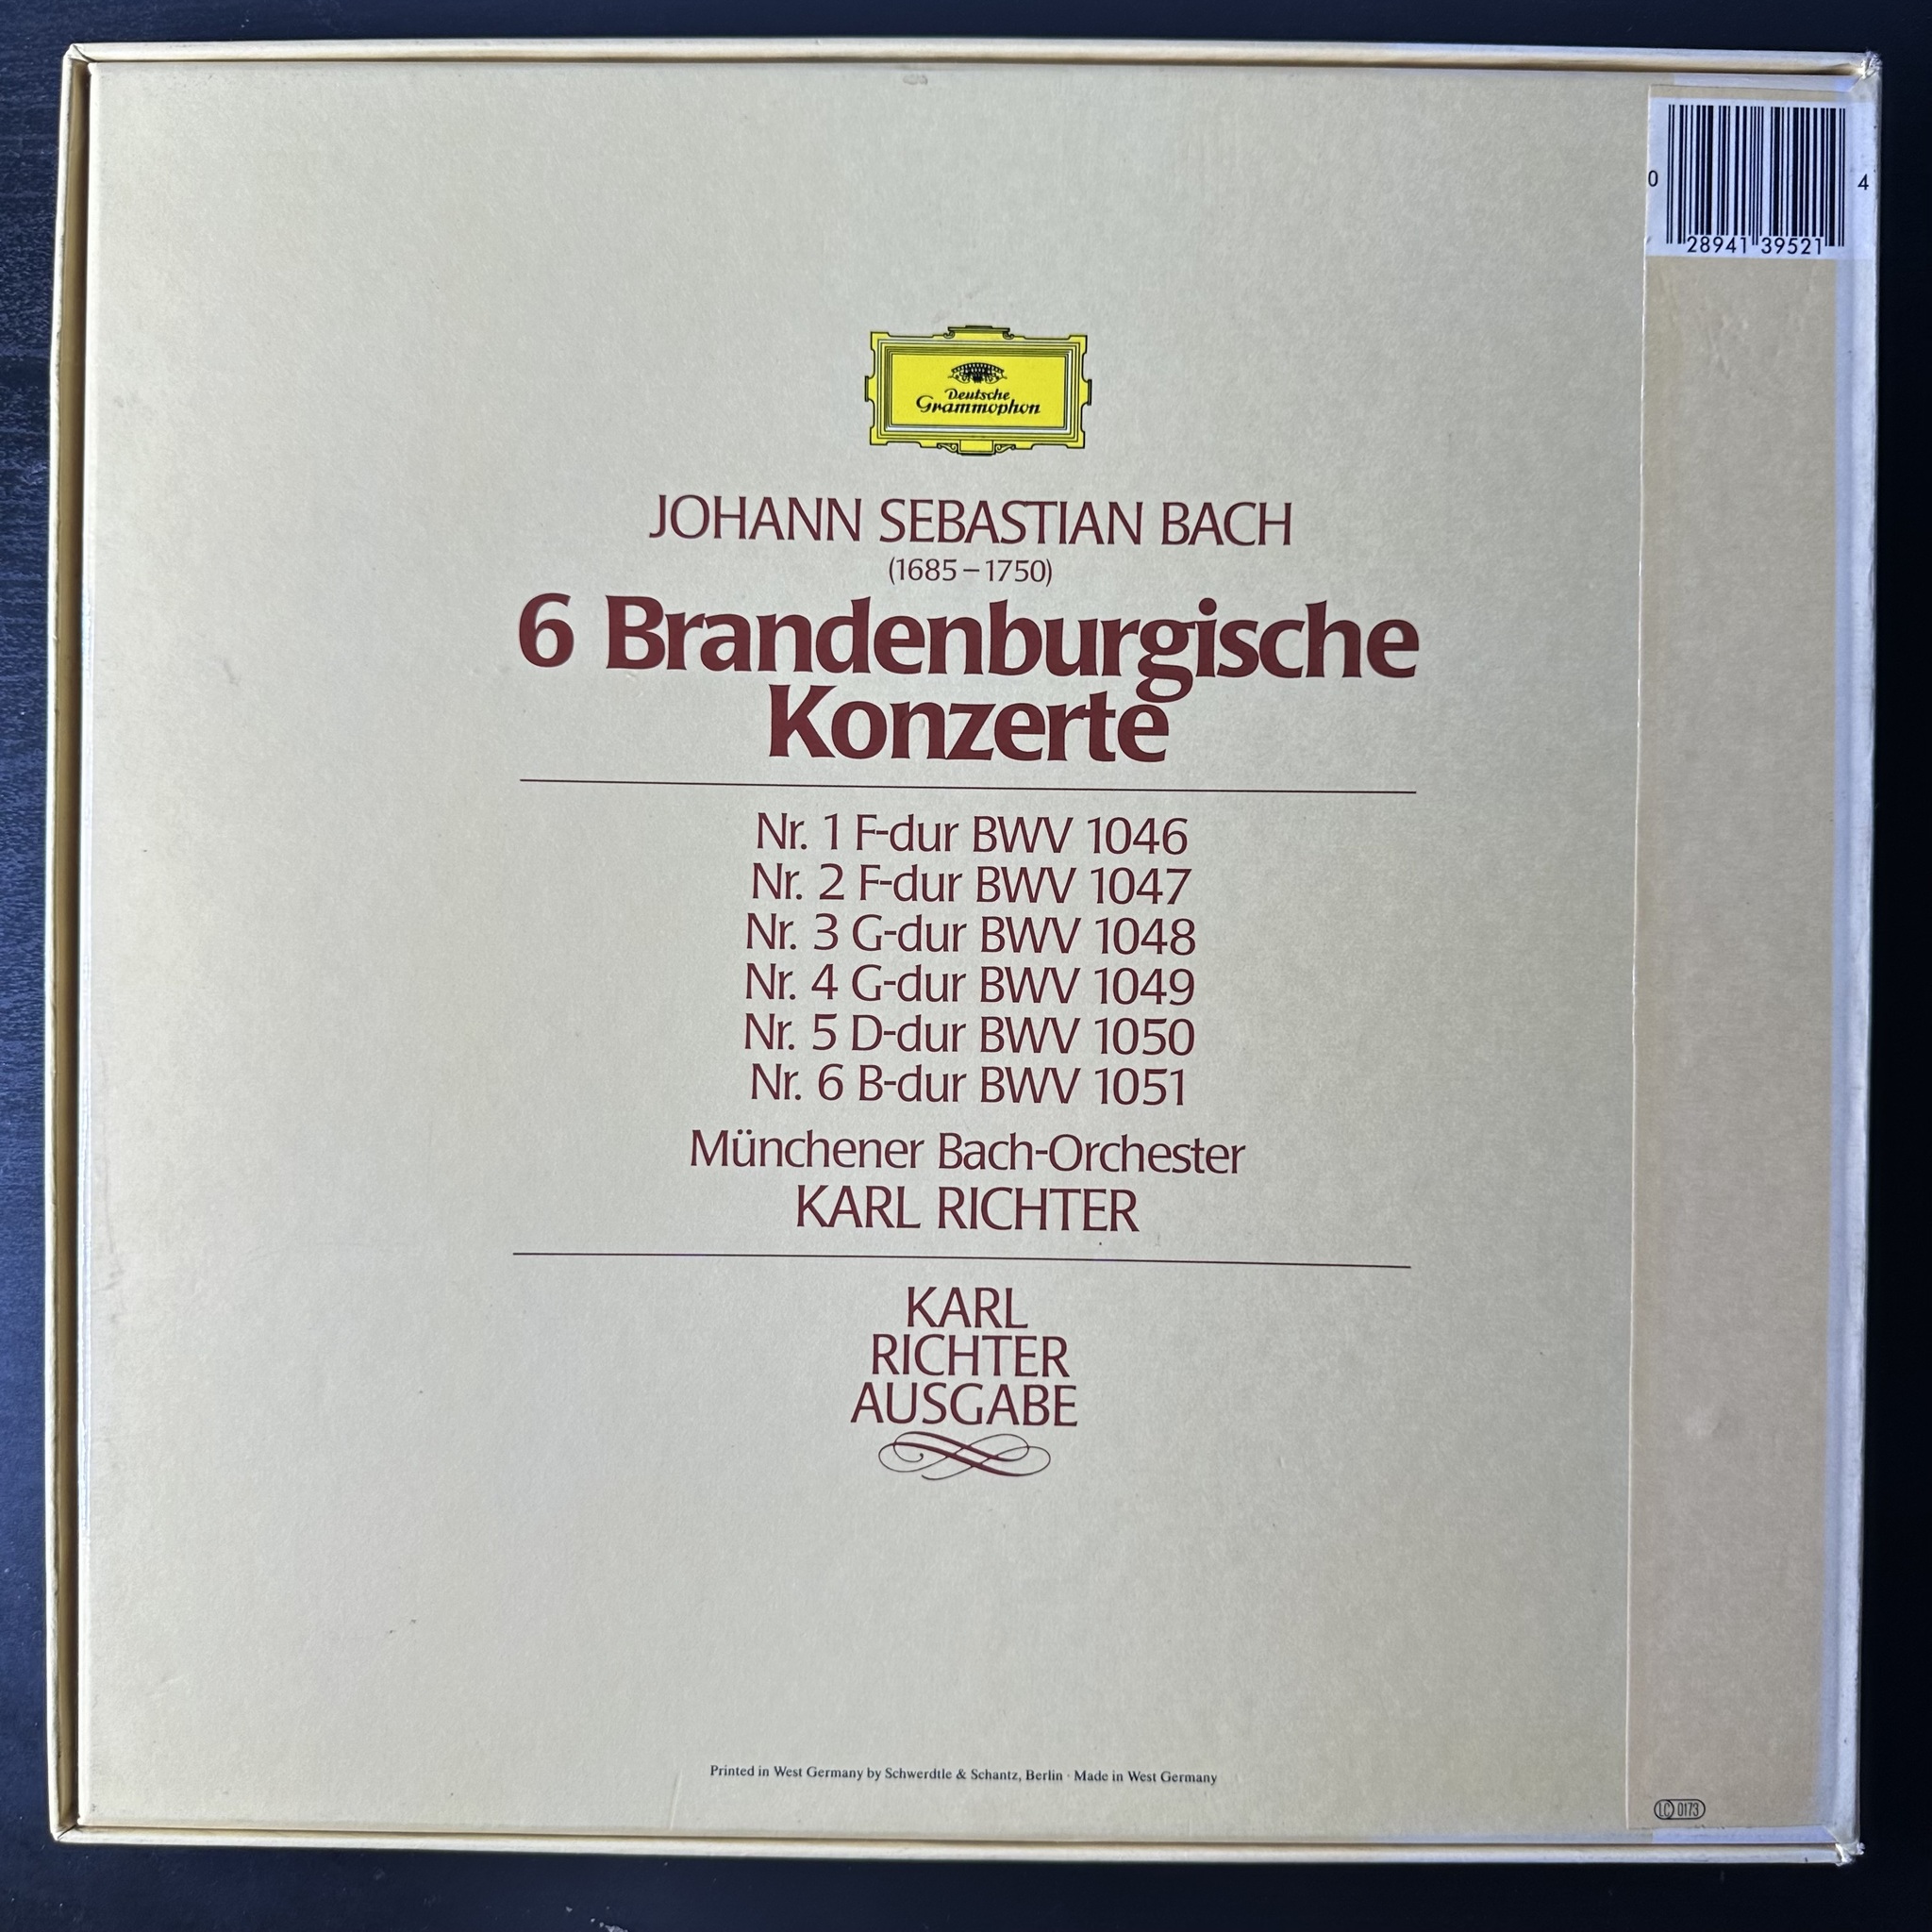 0 4
28941 39521
Deutsche
Grammophon
JOHANN SEBASTIAN BACH
(1685 – 1750)
6 Brandenburgische
Konzerte
Nr. 1 F-dur BWV 1046
Nr. 2 F-dur BWV 1047
Nr. 3 G-dur BWV 1048
Nr. 4 G-dur BWV 1049
Nr. 5 D-dur BWV 1050
Nr. 6 B-dur BWV 1051
Münchener Bach-Orchester
KARL RICHTER
KARL
RICHTER
AUSGABE
Printed in West Germany by Schwerdtle & Schantz, Berlin · Made in West Germany
LC 0173